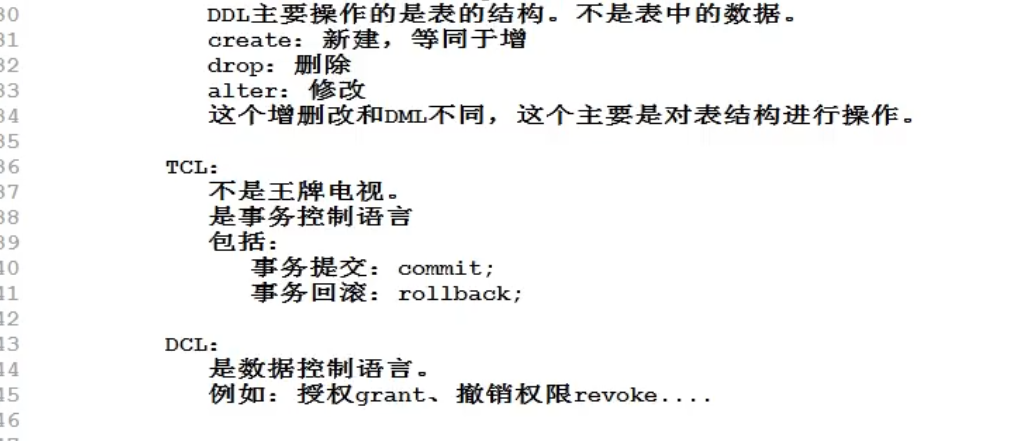 30 DDL主要操作的是表的结构。不是表中的数据。
31 create：新建，等同于增
32 drop：删除
33 alter：修改
34 这个增删改和DML不同，这个主要是对表结构进行操作。
35
36 TCL：
37 不是王牌电视。
38 是事务控制语言
39 包括：
40 事务提交：commit;
41 事务回滚：rollback;
42
43 DCL：
44 是数据控制语言。
45 例如：授权grant、撤销权限revoke....
46